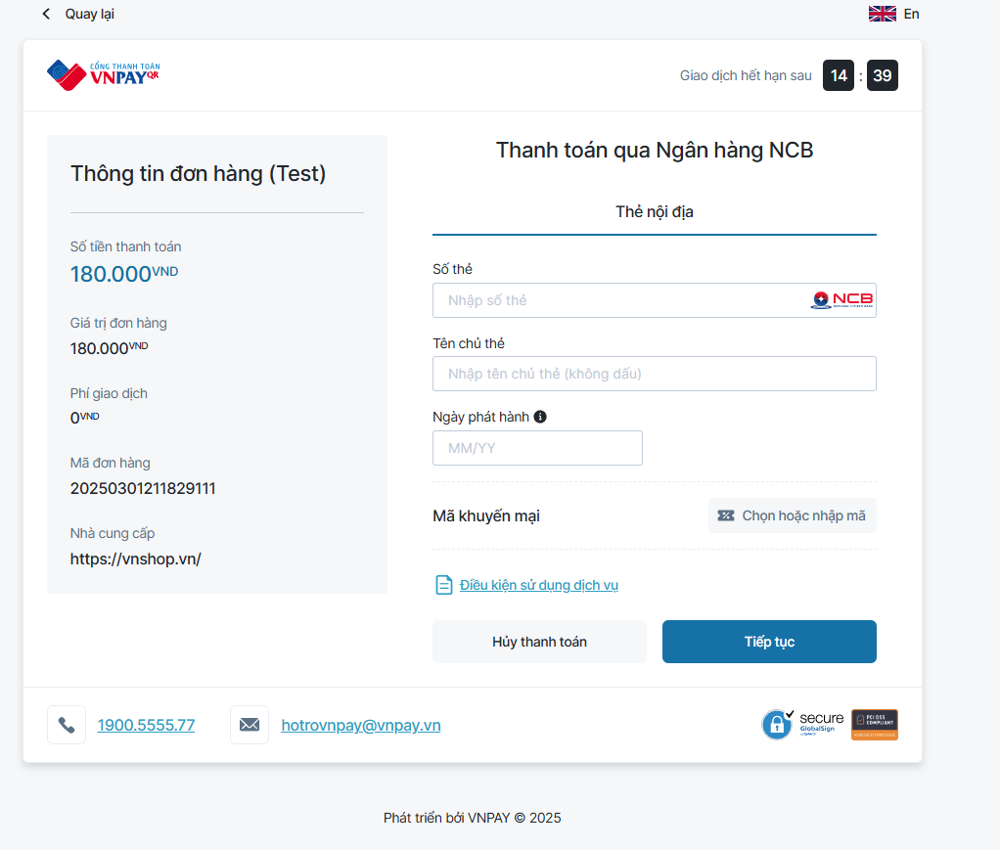 Quay lại
En
CỔNG THANH TOÁN
VNPAYQR
Giao dịch hết hạn sau 14 : 39
Thông tin đơn hàng (Test)
Số tiền thanh toán
180.000VND
Giá trị đơn hàng
180.000VND
Phí giao dịch
0VND
Mã đơn hàng
20250301211829111
Nhà cung cấp
https://vnshop.vn/
Thanh toán qua Ngân hàng NCB
Thẻ nội địa
Số thẻ
Nhập số thẻ
NCB
Tên chủ thẻ
Nhập tên chủ thẻ (không dấu)
Ngày phát hành
MM/YY
Mã khuyến mại
Chọn hoặc nhập mã
Điều kiện sử dụng dịch vụ
Hủy thanh toán
Tiếp tục
1900.5555.77
hotrovnpay@vnpay.vn
secure
GlobalSign
PCI DSS
COMPLIANT
Phát triển bởi VNPAY © 2025